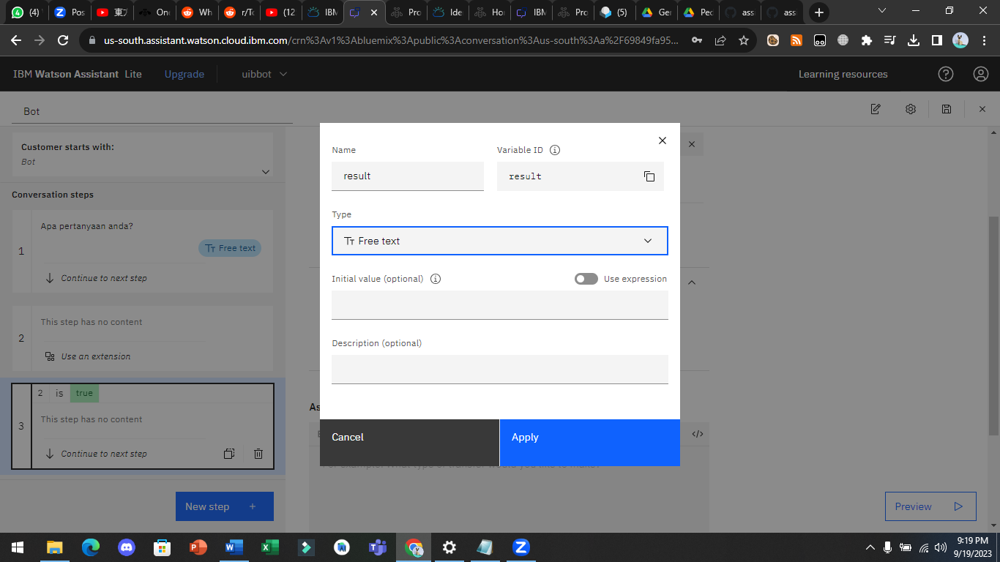 (4)
Pos
東ﾌ
On
Wh
r/To
(12
IBM
Pro
Ide
Ho
IBM
Pro
(5)
Ger
Pec
ass
ass
us-south.assistant.watson.cloud.ibm.com/crn%3Av1%3Abluemix%3Apublic%3Aconversation%3Aus-south%3Aa%2F69849fa95...
IBM Watson Assistant Lite
Upgrade
uibbot
Learning resources
Bot
Customer starts with:
Bot
Conversation steps
1
Apa pertanyaan anda?
Free text
Continue to next step
2
This step has no content
Use an extension
3
2 is true
This step has no content
Continue to next step
New step +
Name
result
Variable ID
result
Type
Free text
Initial value (optional)
Use expression
Description (optional)
Cancel
Apply
As
</>
Preview
9:19 PM
9/19/2023